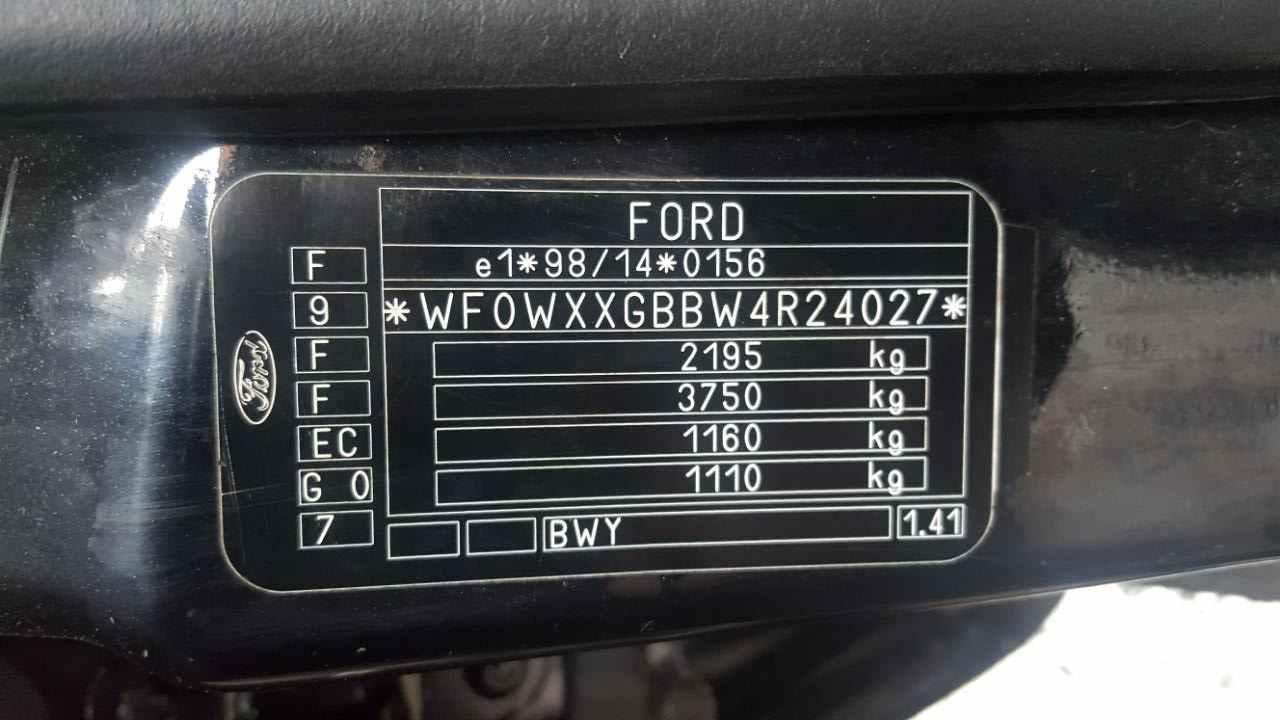 FORD
F e1*98/14*0156
9 *WF0WXXGBBW4R24027*
F 2195 kg
F 3750 kg
EC 1160 kg
G 0 1110 kg
7 BWY 1.41
Ford